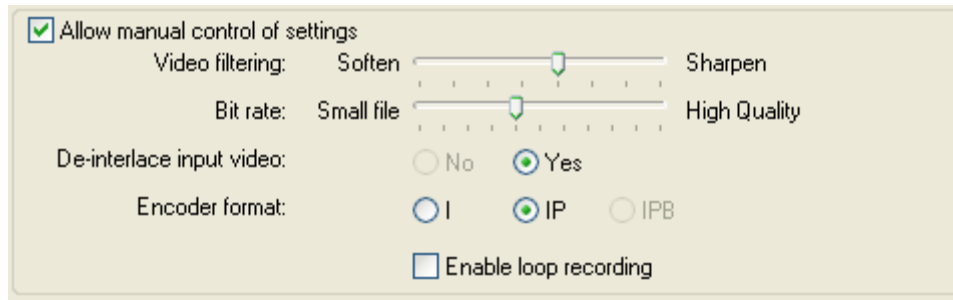 Allow manual control of settings
Video filtering: Soften Sharpen
Bit rate: Small file High Quality
De-interlace input video: No Yes
Encoder format: I IP IPB
Enable loop recording